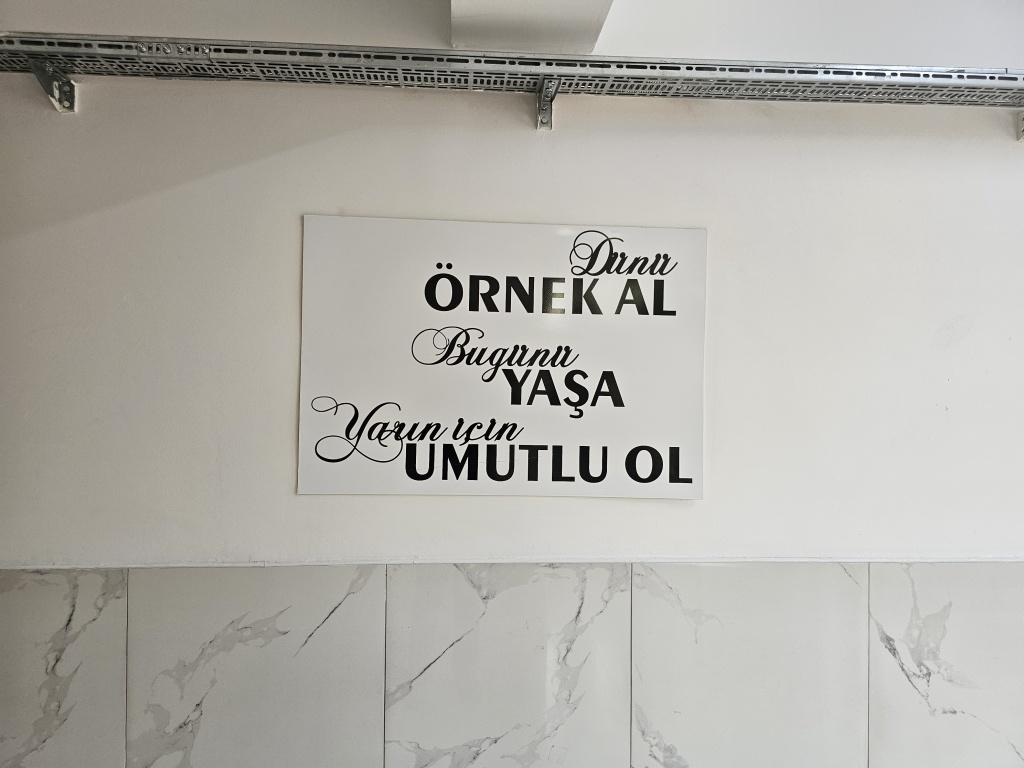 Dünü
ÖRNEK AL
Bugünü
YAŞA
Yarın için
UMUTLU OL